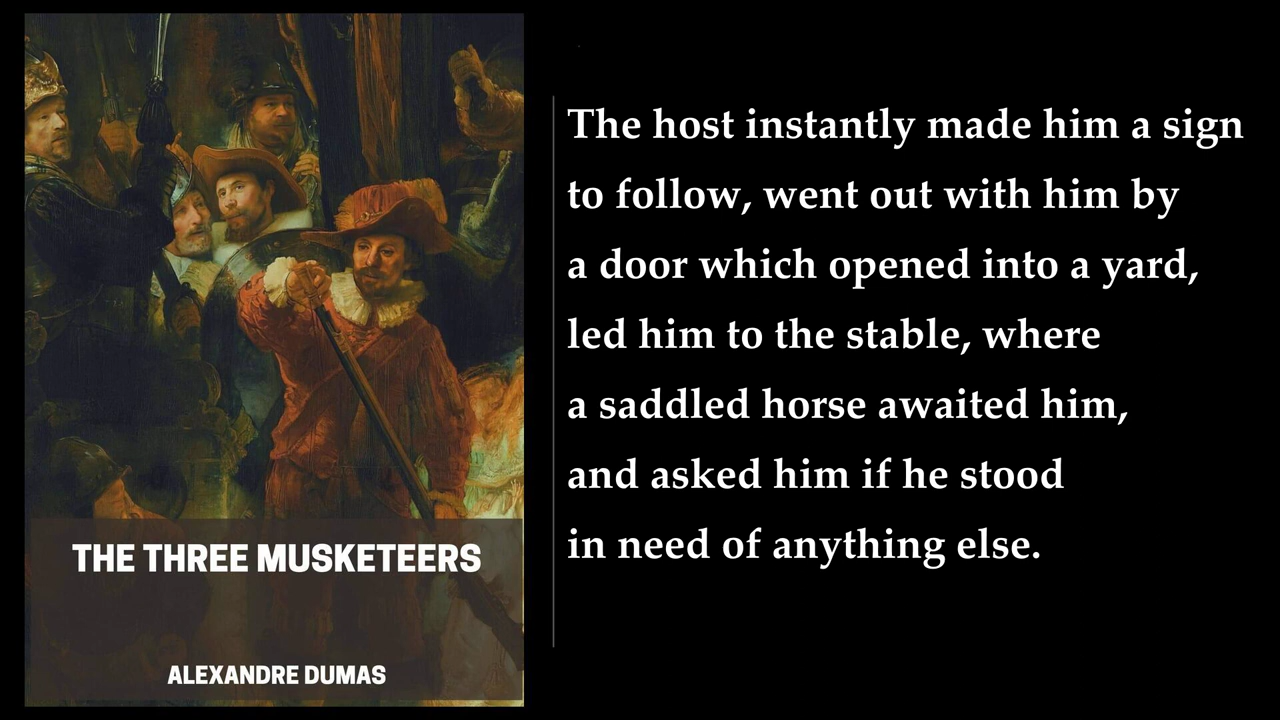 THE THREE MUSKETEERS
ALEXANDRE DUMAS
The host instantly made him a sign
to follow, went out with him by
a door which opened into a yard,
led him to the stable, where
a saddled horse awaited him,
and asked him if he stood
in need of anything else.